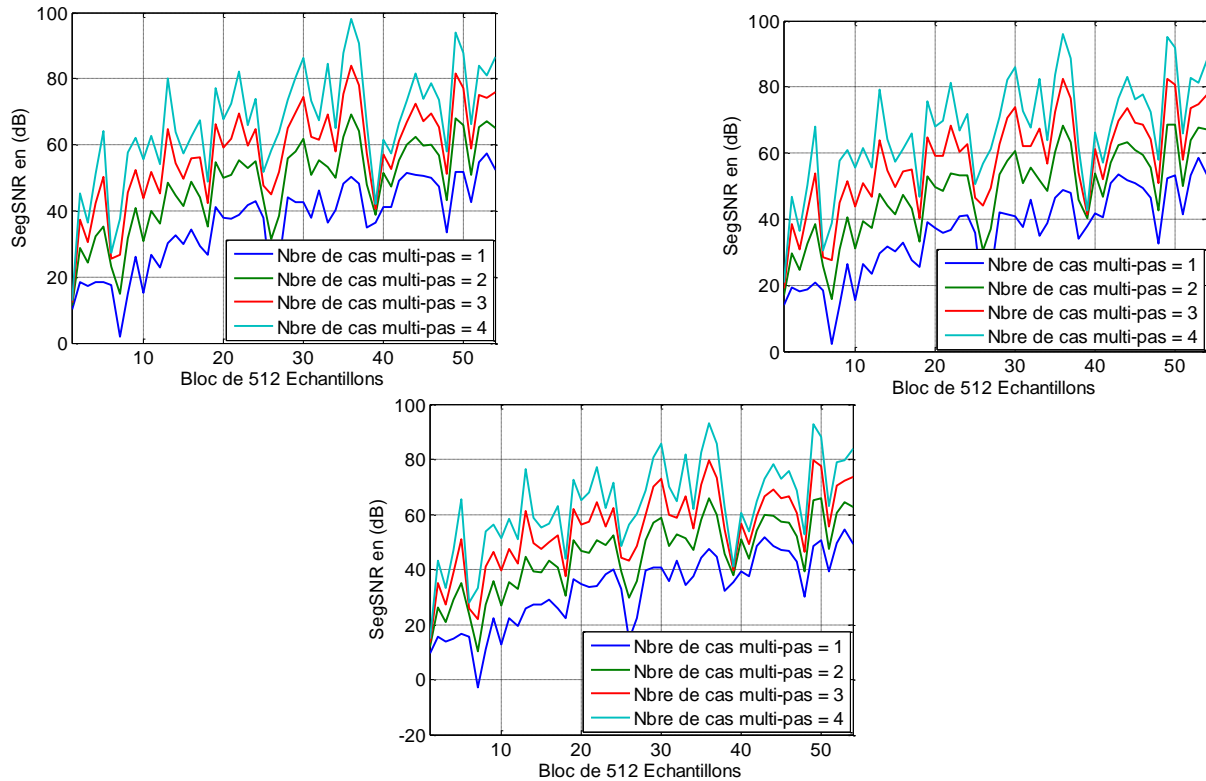 100
80
60
40
20
0
SegSNR en (dB)
10 20 30 40 50
Bloc de 512 Echantillons
Nbre de cas multi-pas = 1
Nbre de cas multi-pas = 2
Nbre de cas multi-pas = 3
Nbre de cas multi-pas = 4
100
80
60
40
20
0
SegSNR en (dB)
10 20 30 40 50
Bloc de 512 Echantillons
Nbre de cas multi-pas = 1
Nbre de cas multi-pas = 2
Nbre de cas multi-pas = 3
Nbre de cas multi-pas = 4
100
80
60
40
20
0
-20
SegSNR en (dB)
10 20 30 40 50
Bloc de 512 Echantillons
Nbre de cas multi-pas = 1
Nbre de cas multi-pas = 2
Nbre de cas multi-pas = 3
Nbre de cas multi-pas = 4